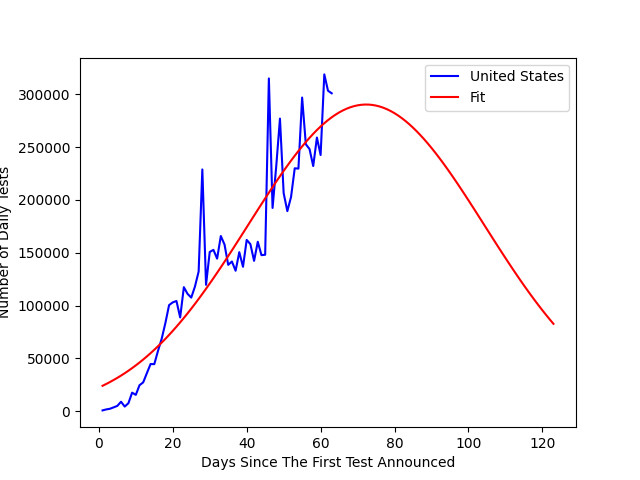 United States
Fit
300000
250000
200000
150000
100000
50000
0
Number of Daily Tests
0 20 40 60 80 100 120
Days Since The First Test Announced